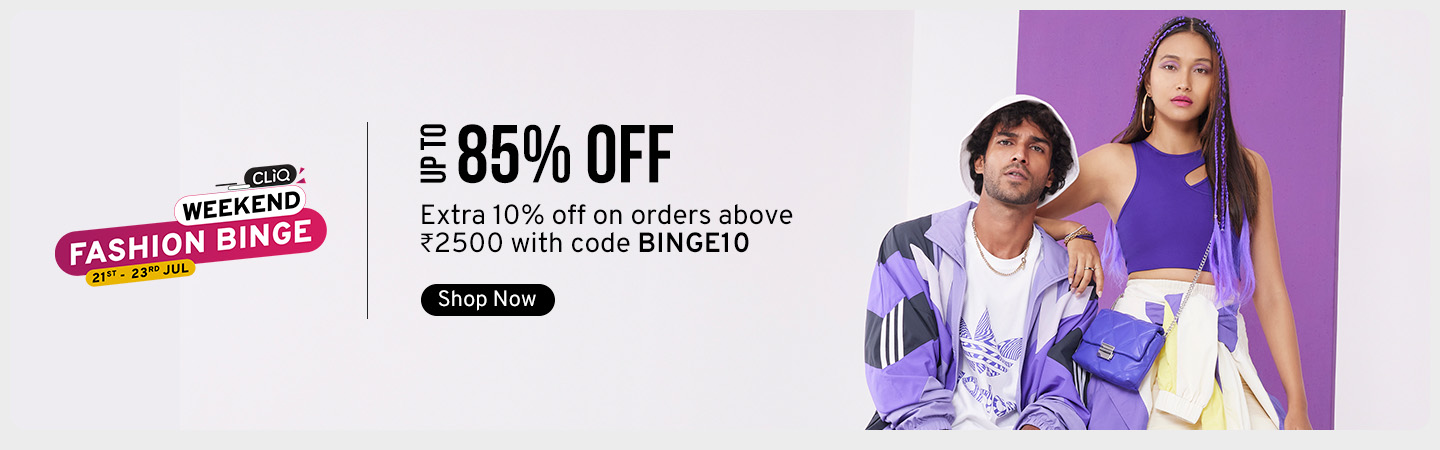 CLiQ
WEEKEND
FASHION BINGE
21ST - 23RD JUL
UP TO 85% OFF
Extra 10% off on orders above
₹2500 with code BINGE10
Shop Now